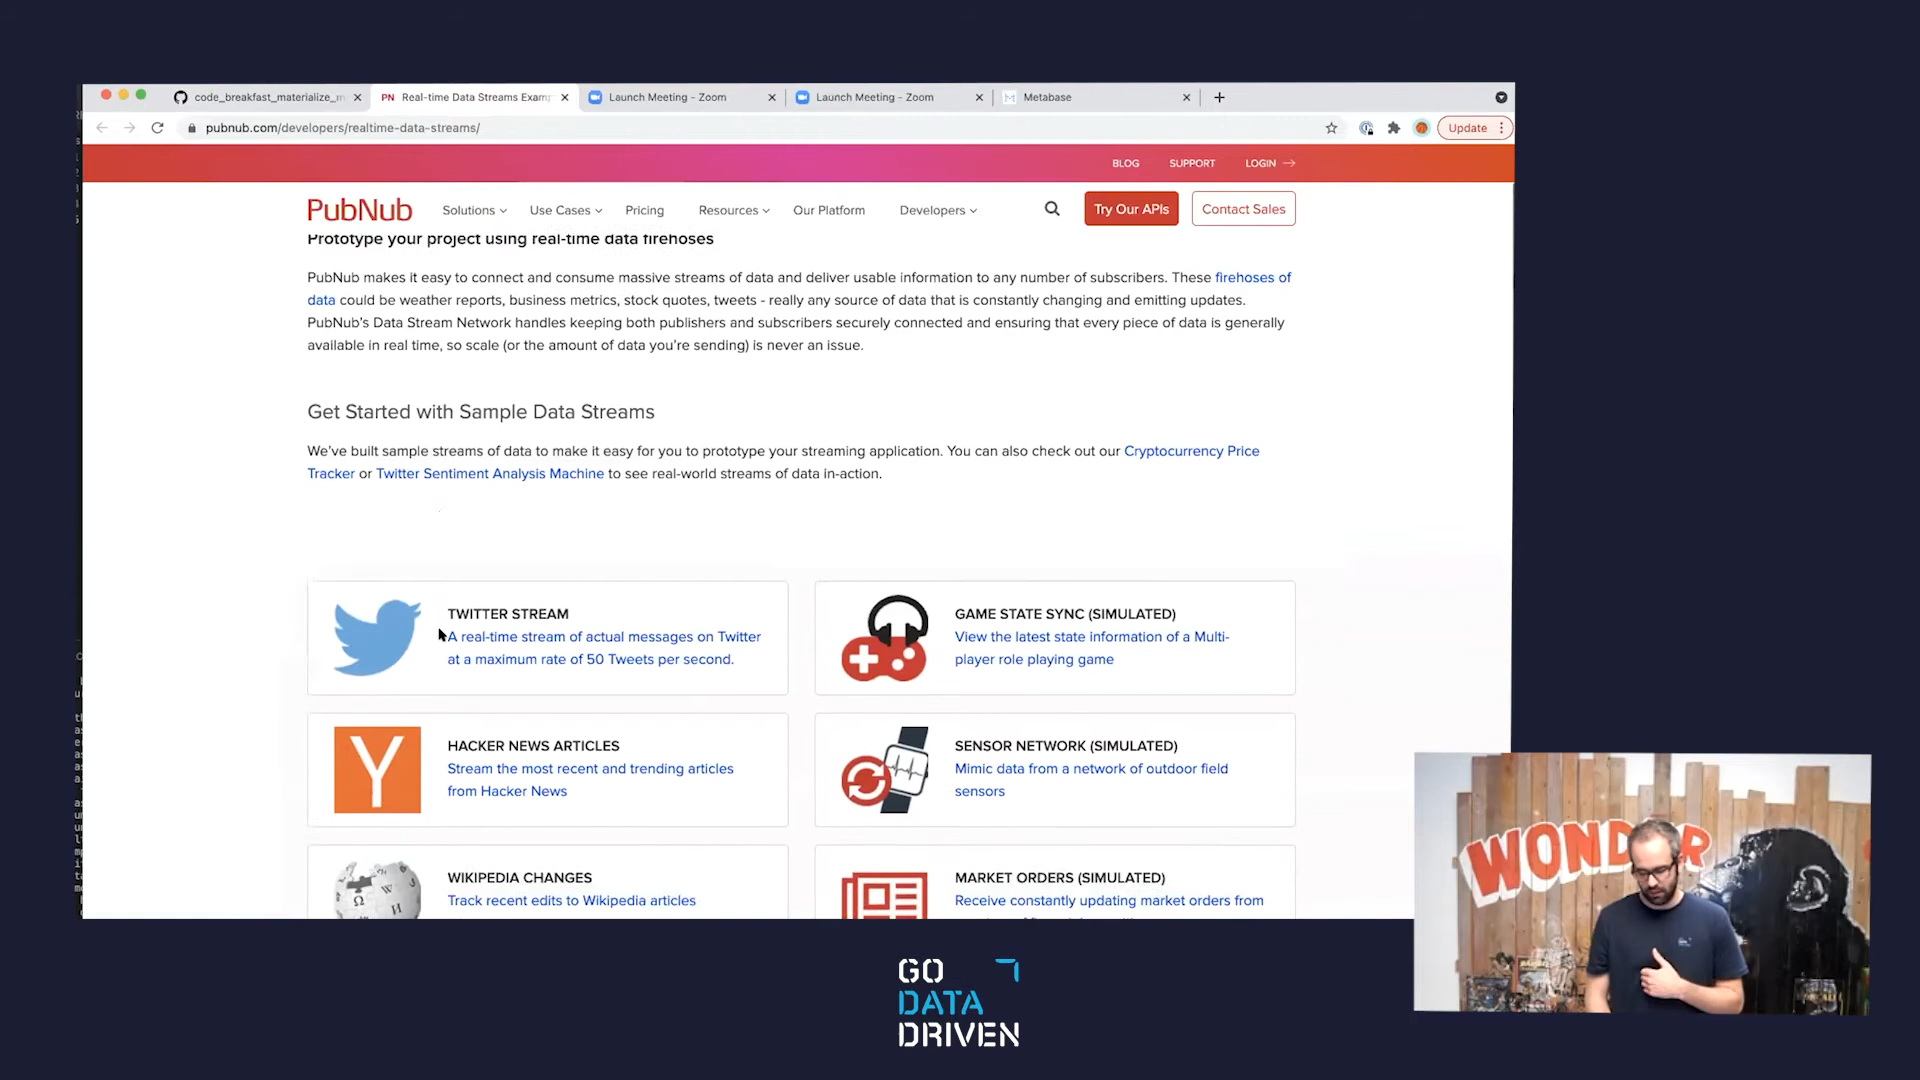 code_breakfast_materialize_m
Real-time Data Streams Examp
Launch Meeting - Zoom
Launch Meeting - Zoom
Metabase
pubnub.com/developers/realtime-data-streams/
Update
BLOG
SUPPORT
LOGIN
PubNub
Solutions
Use Cases
Pricing
Resources
Our Platform
Developers
Try Our APIs
Contact Sales
Prototype your project using real-time data firehoses
PubNub makes it easy to connect and consume massive streams of data and deliver usable information to any number of subscribers. These firehoses of
data could be weather reports, business metrics, stock quotes, tweets - really any source of data that is constantly changing and emitting updates.
PubNub's Data Stream Network handles keeping both publishers and subscribers securely connected and ensuring that every piece of data is generally
available in real time, so scale (or the amount of data you're sending) is never an issue.
Get Started with Sample Data Streams
We've built sample streams of data to make it easy for you to prototype your streaming application. You can also check out our Cryptocurrency Price
Tracker or Twitter Sentiment Analysis Machine to see real-world streams of data in-action.
TWITTER STREAM
A real-time stream of actual messages on Twitter
at a maximum rate of 50 Tweets per second.
GAME STATE SYNC (SIMULATED)
View the latest state information of a Multi-
player role playing game
HACKER NEWS ARTICLES
Stream the most recent and trending articles
from Hacker News
SENSOR NETWORK (SIMULATED)
Mimic data from a network of outdoor field
sensors
WIKIPEDIA CHANGES
Track recent edits to Wikipedia articles
MARKET ORDERS (SIMULATED)
Receive constantly updating market orders from
WONDER
GO
DATA
DRIVEN